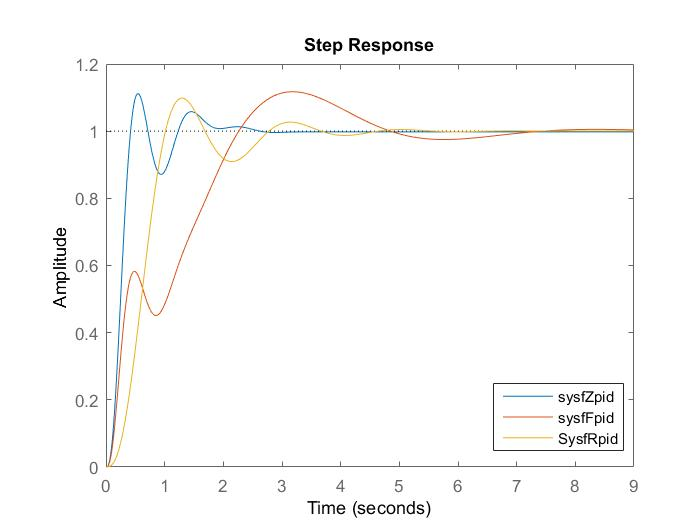 Step Response
Amplitude
1.2
1
0.8
0.6
0.4
0.2
0
0 1 2 3 4 5 6 7 8 9
Time (seconds)
sysfZpid
sysfFpid
SysfRpid